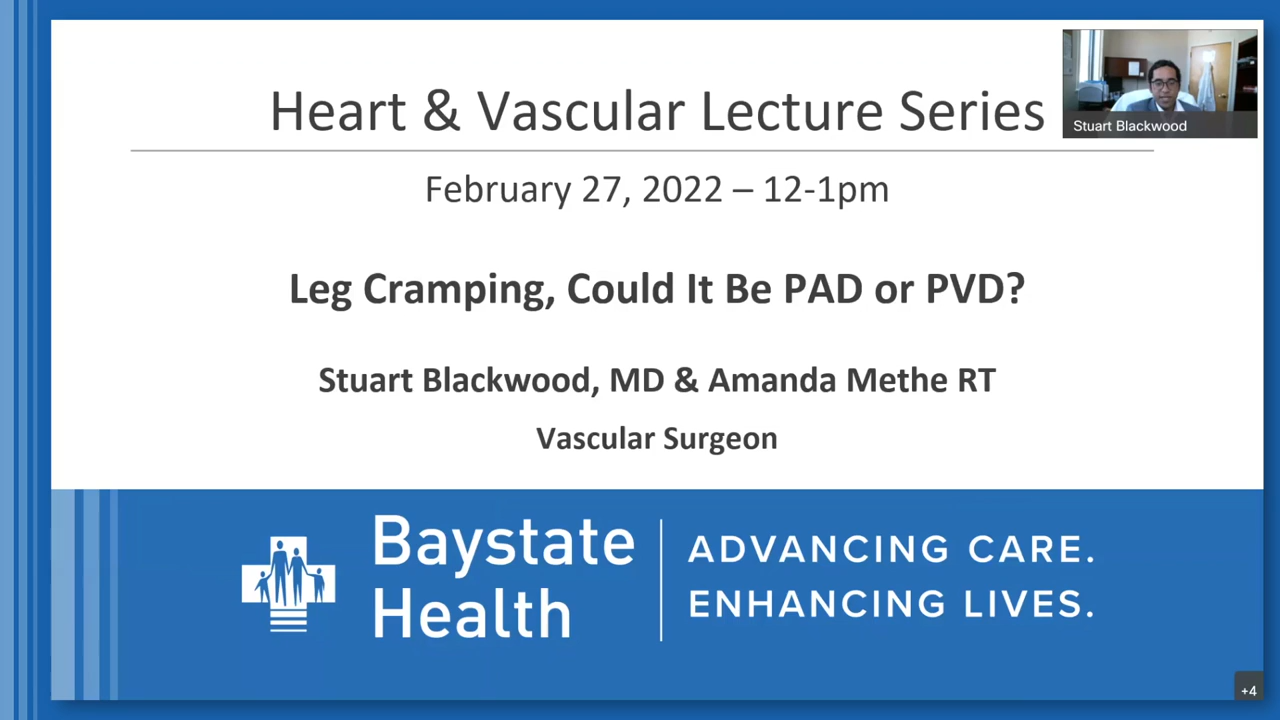 Heart & Vascular Lecture Series
Stuart Blackwood
February 27, 2022 – 12-1pm
Leg Cramping, Could It Be PAD or PVD?
Stuart Blackwood, MD & Amanda Methe RT
Vascular Surgeon
Baystate
Health
ADVANCING CARE.
ENHANCING LIVES.
+4